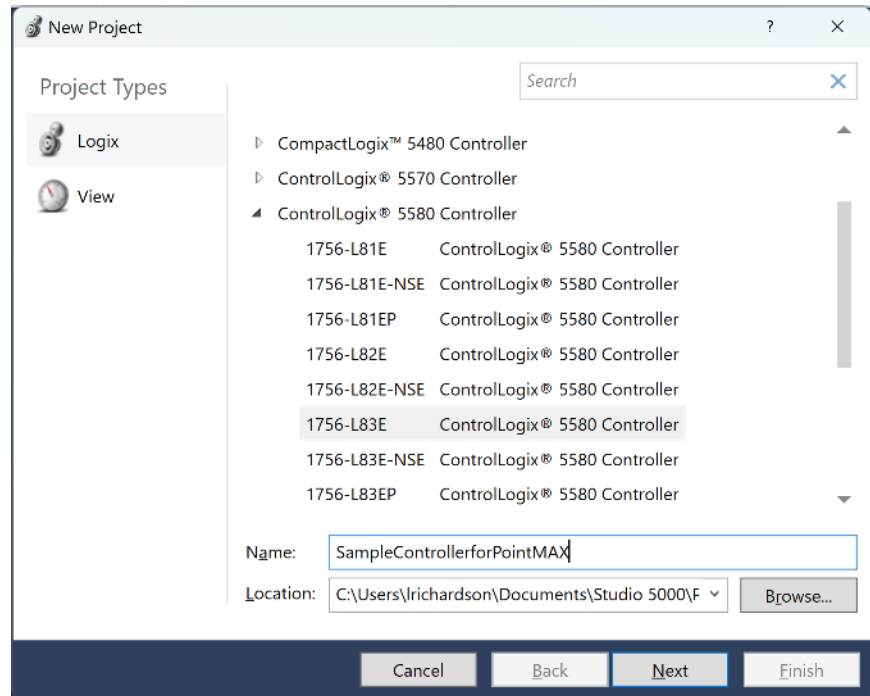 New Project
?
×
Project Types
Search
Logix
View
CompactLogix™ 5480 Controller
ControlLogix® 5570 Controller
ControlLogix® 5580 Controller
1756-L81E ControlLogix® 5580 Controller
1756-L81E-NSE ControlLogix® 5580 Controller
1756-L81EP ControlLogix® 5580 Controller
1756-L82E ControlLogix® 5580 Controller
1756-L82E-NSE ControlLogix® 5580 Controller
1756-L83E ControlLogix® 5580 Controller
1756-L83E-NSE ControlLogix® 5580 Controller
1756-L83EP ControlLogix® 5580 Controller
Name: SampleControllerforPointMAX
Location: C:\Users\lrichardson\Documents\Studio 5000\F
Browse...
Cancel Back Next Finish